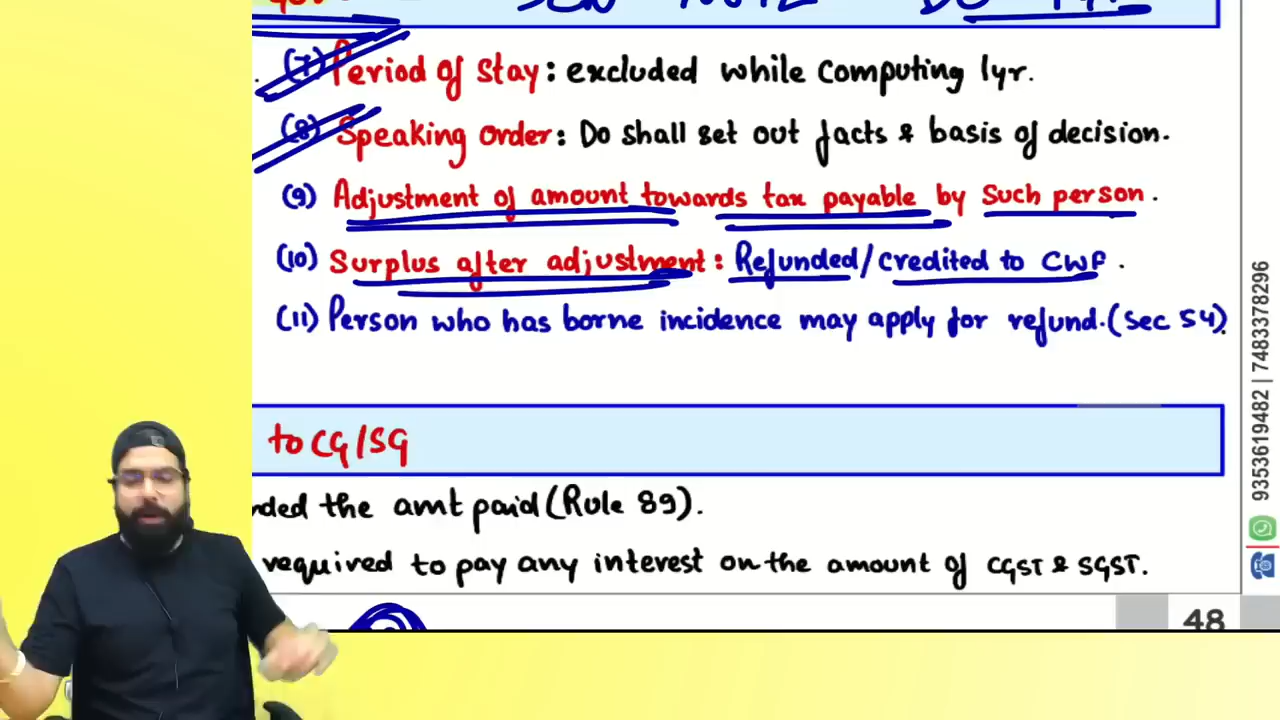 (7) Period of Stay: excluded while computing 1yr.
(8) Speaking order: Do shall set out facts & basis of decision.
(9) Adjustment of amount towards tax payable by Such person.
(10) Surplus after adjustment: Refunded/credited to CWF.
(11) Person who has borne incidence may apply for refund.(Sec 54).
to CG/SG
nded the amt paid (Rule 89).
required to pay any interest on the amount of CGST & SGST.
48
9353619482 | 7483378296